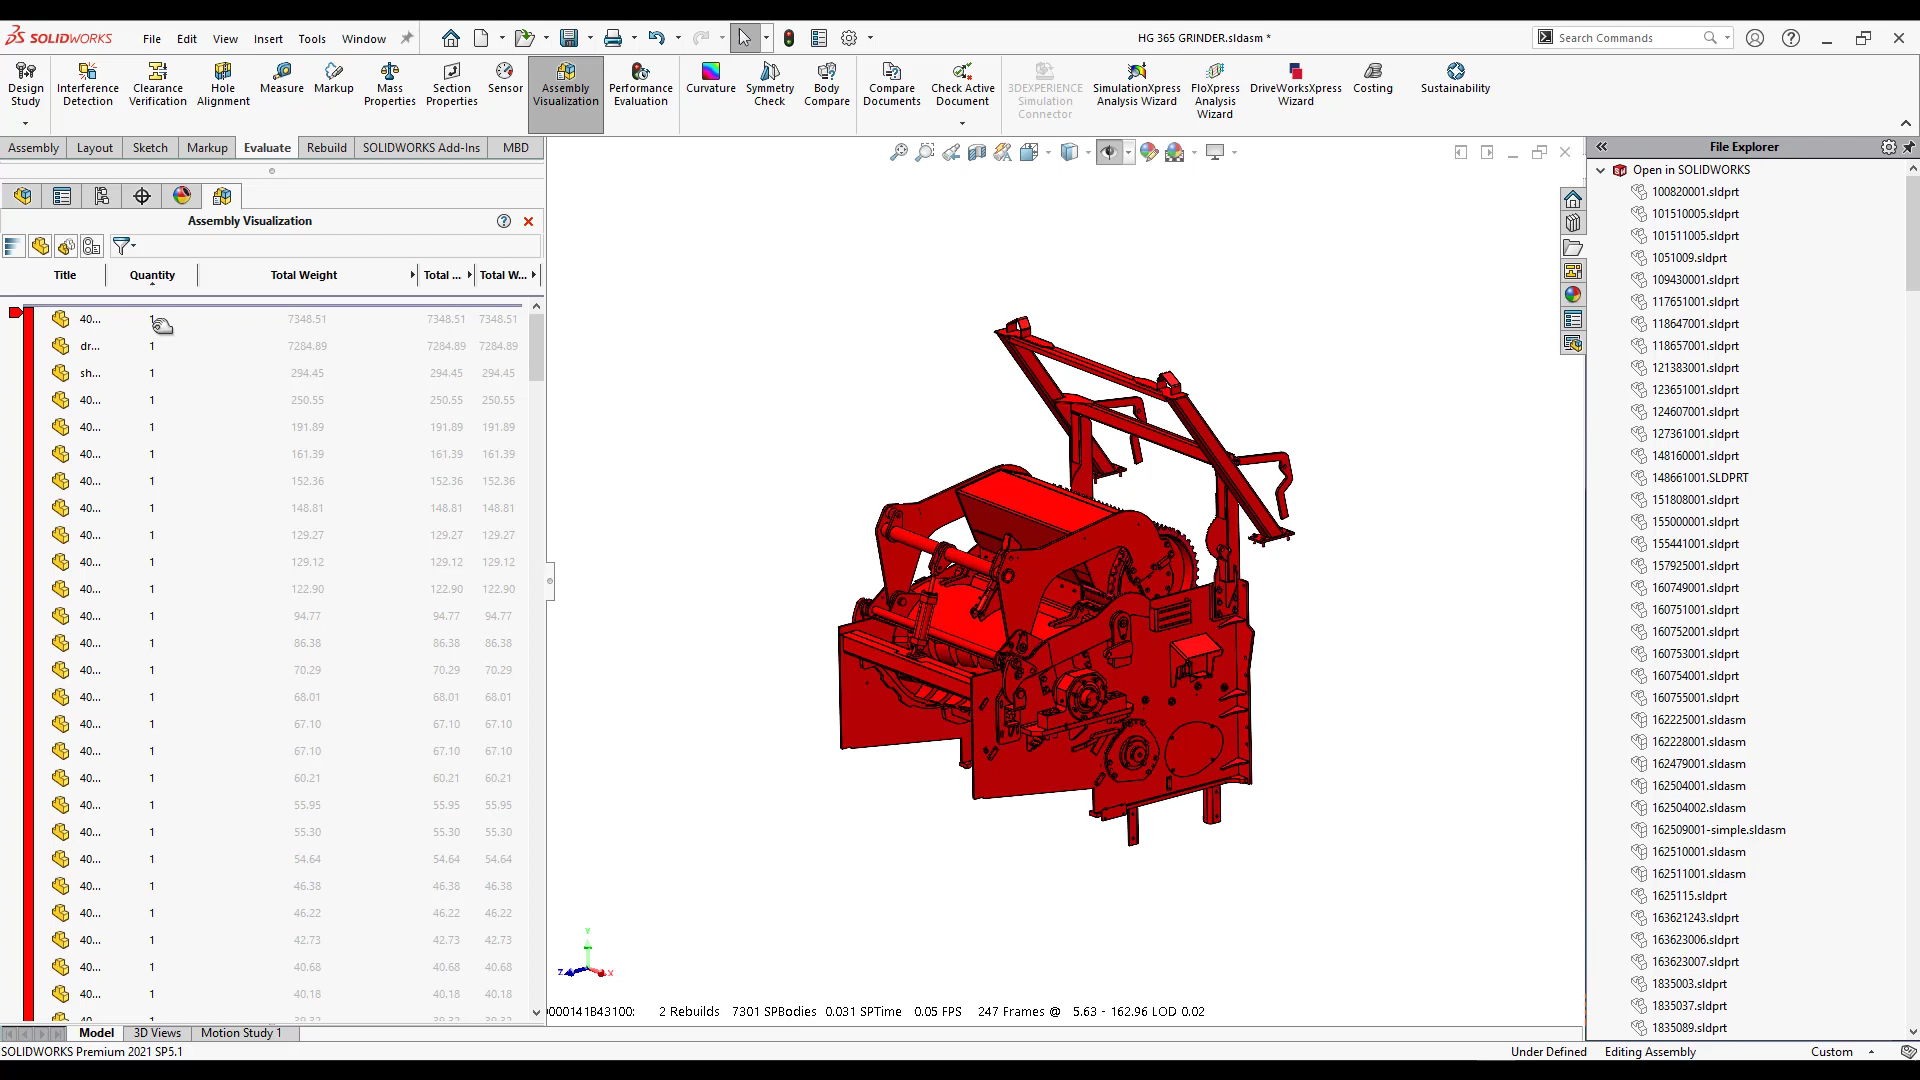 SOLIDWORKS
File Edit View Insert Tools Window
HG 365 GRINDER.sldasm *
Search Commands
Design Study
Interference Detection
Clearance Verification
Hole Alignment
Measure
Markup
Mass Properties
Section Properties
Sensor
Assembly Visualization
Performance Evaluation
Curvature
Symmetry Check
Body Compare
Compare Documents
Check Active Document
3DEXPERIENCE Simulation Connector
SimulationXpress Analysis Wizard
FloXpress Analysis Wizard
DriveWorksXpress Wizard
Costing
Sustainability
Assembly Layout Sketch Markup Evaluate Rebuild SOLIDWORKS Add-Ins MBD
Assembly Visualization
Title Quantity Total Weight Total ... Total W...
40... 1 7348.51 7348.51 7348.51
dr... 1 7284.89 7284.89 7284.89
sh... 1 294.45 294.45 294.45
40... 1 250.55 250.55 250.55
40... 1 191.89 191.89 191.89
40... 1 161.39 161.39 161.39
40... 1 152.36 152.36 152.36
40... 1 148.81 148.81 148.81
40... 1 129.27 129.27 129.27
40... 1 129.12 129.12 129.12
40... 1 122.90 122.90 122.90
40... 1 94.77 94.77 94.77
40... 1 86.38 86.38 86.38
40... 1 70.29 70.29 70.29
40... 1 68.01 68.01 68.01
40... 1 67.10 67.10 67.10
40... 1 67.10 67.10 67.10
40... 1 60.21 60.21 60.21
40... 1 55.95 55.95 55.95
40... 1 55.30 55.30 55.30
40... 1 54.64 54.64 54.64
40... 1 46.38 46.38 46.38
40... 1 46.22 46.22 46.22
40... 1 42.73 42.73 42.73
40... 1 40.68 40.68 40.68
40... 1 40.18 40.18 40.18
Y
Z
X
000141B43100: 2 Rebuilds 7301 SPBodies 0.031 SPTime 0.05 FPS 247 Frames @ 5.63 - 162.96 LOD 0.02
File Explorer
Open in SOLIDWORKS
100820001.sldprt
101510005.sldprt
101511005.sldprt
1051009.sldprt
109430001.sldprt
117651001.sldprt
118647001.sldprt
118657001.sldprt
121383001.sldprt
123651001.sldprt
124607001.sldprt
127361001.sldprt
148160001.sldprt
148661001.SLDPRT
151808001.sldprt
155000001.sldprt
155441001.sldprt
157925001.sldprt
160749001.sldprt
160751001.sldprt
160752001.sldprt
160753001.sldprt
160754001.sldprt
160755001.sldprt
162225001.sldasm
162228001.sldasm
162479001.sldasm
162504001.sldasm
162504002.sldasm
162509001-simple.sldasm
162510001.sldasm
162511001.sldasm
1625115.sldprt
163621243.sldprt
163623006.sldprt
163623007.sldprt
1835003.sldprt
1835037.sldprt
1835089.sldprt
Model 3D Views Motion Study 1
SOLIDWORKS Premium 2021 SP5.1
Under Defined Editing Assembly Custom